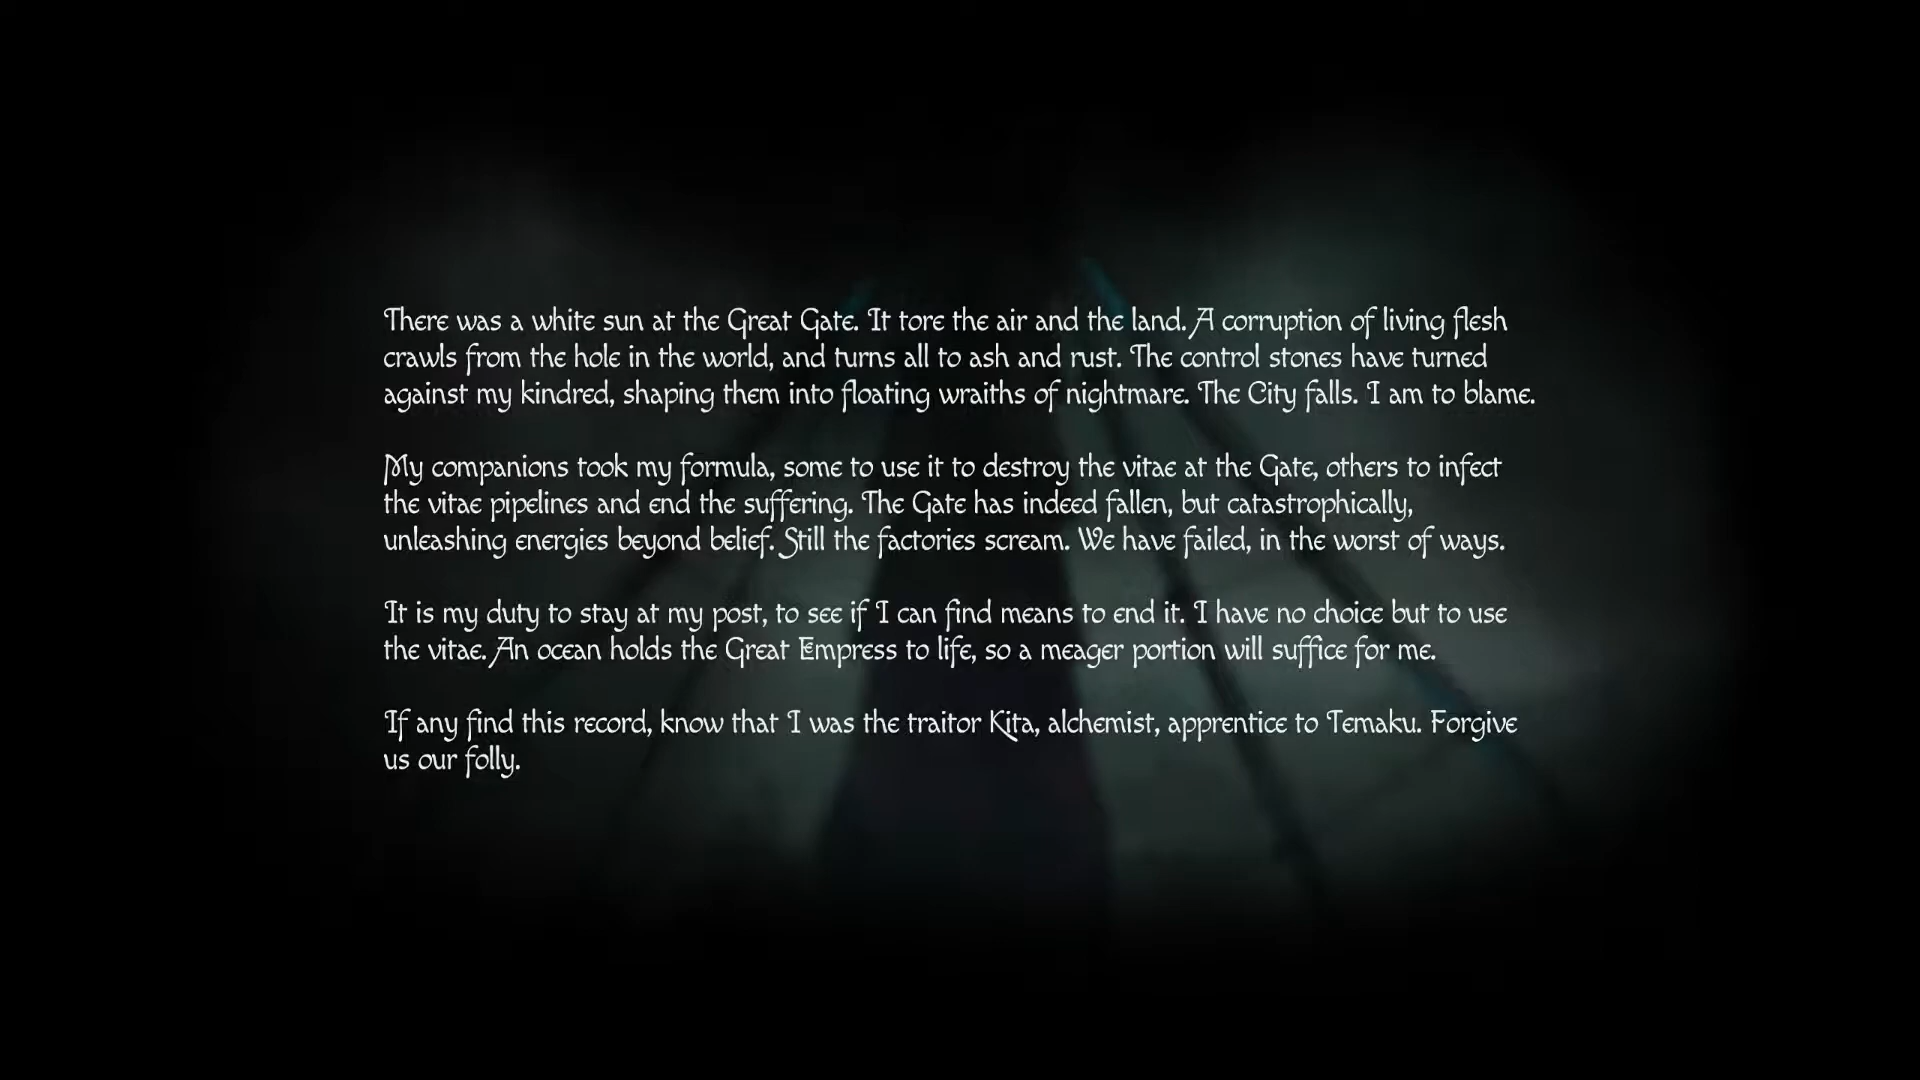 There was a white sun at the Great Gate. It tore the air and the land. A corruption of living flesh
crawls from the hole in the world, and turns all to ash and rust. The control stones have turned
against my kindred, shaping them into floating wraiths of nightmare. The City falls. I am to blame.
My companions took my formula, some to use it to destroy the vitae at the Gate, others to infect
the vitae pipelines and end the suffering. The Gate has indeed fallen, but catastrophically,
unleashing energies beyond belief. Still the factories scream. We have failed, in the worst of ways.
It is my duty to stay at my post, to see if I can find means to end it. I have no choice but to use
the vitae. An ocean holds the Great Empress to life, so a meager portion will suffice for me.
If any find this record, know that I was the traitor Kita, alchemist, apprentice to Temaku. Forgive
us our folly.